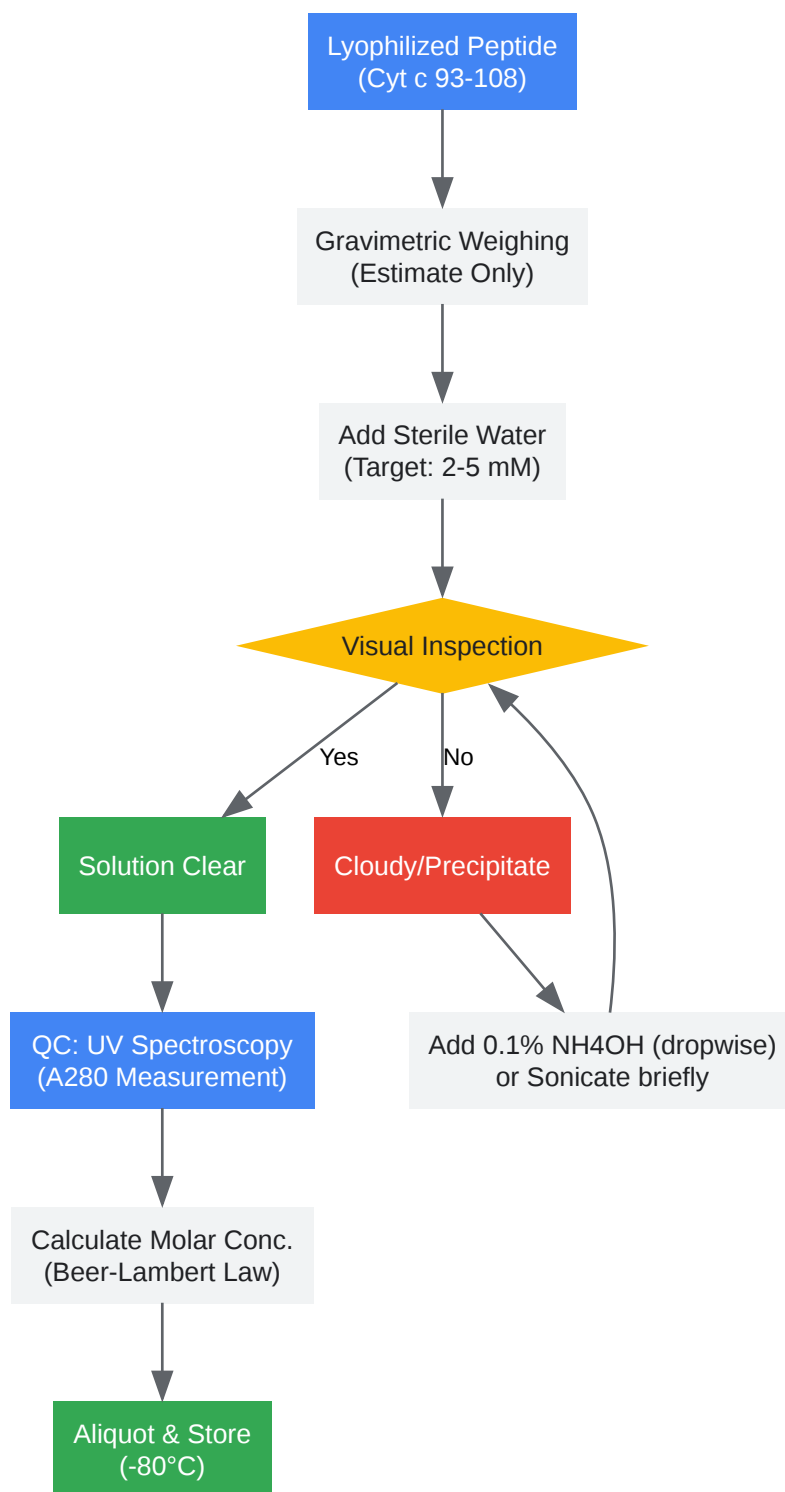 Lyophilized Peptide
(Cyt c 93-108)
Gravimetric Weighing
(Estimate Only)
Add Sterile Water
(Target: 2-5 mM)
Visual Inspection
Yes
No
Solution Clear
Cloudy/Precipitate
QC: UV Spectroscopy
(A280 Measurement)
Add 0.1% NH4OH (dropwise)
or Sonicate briefly
Calculate Molar Conc.
(Beer-Lambert Law)
Aliquot & Store
(-80°C)